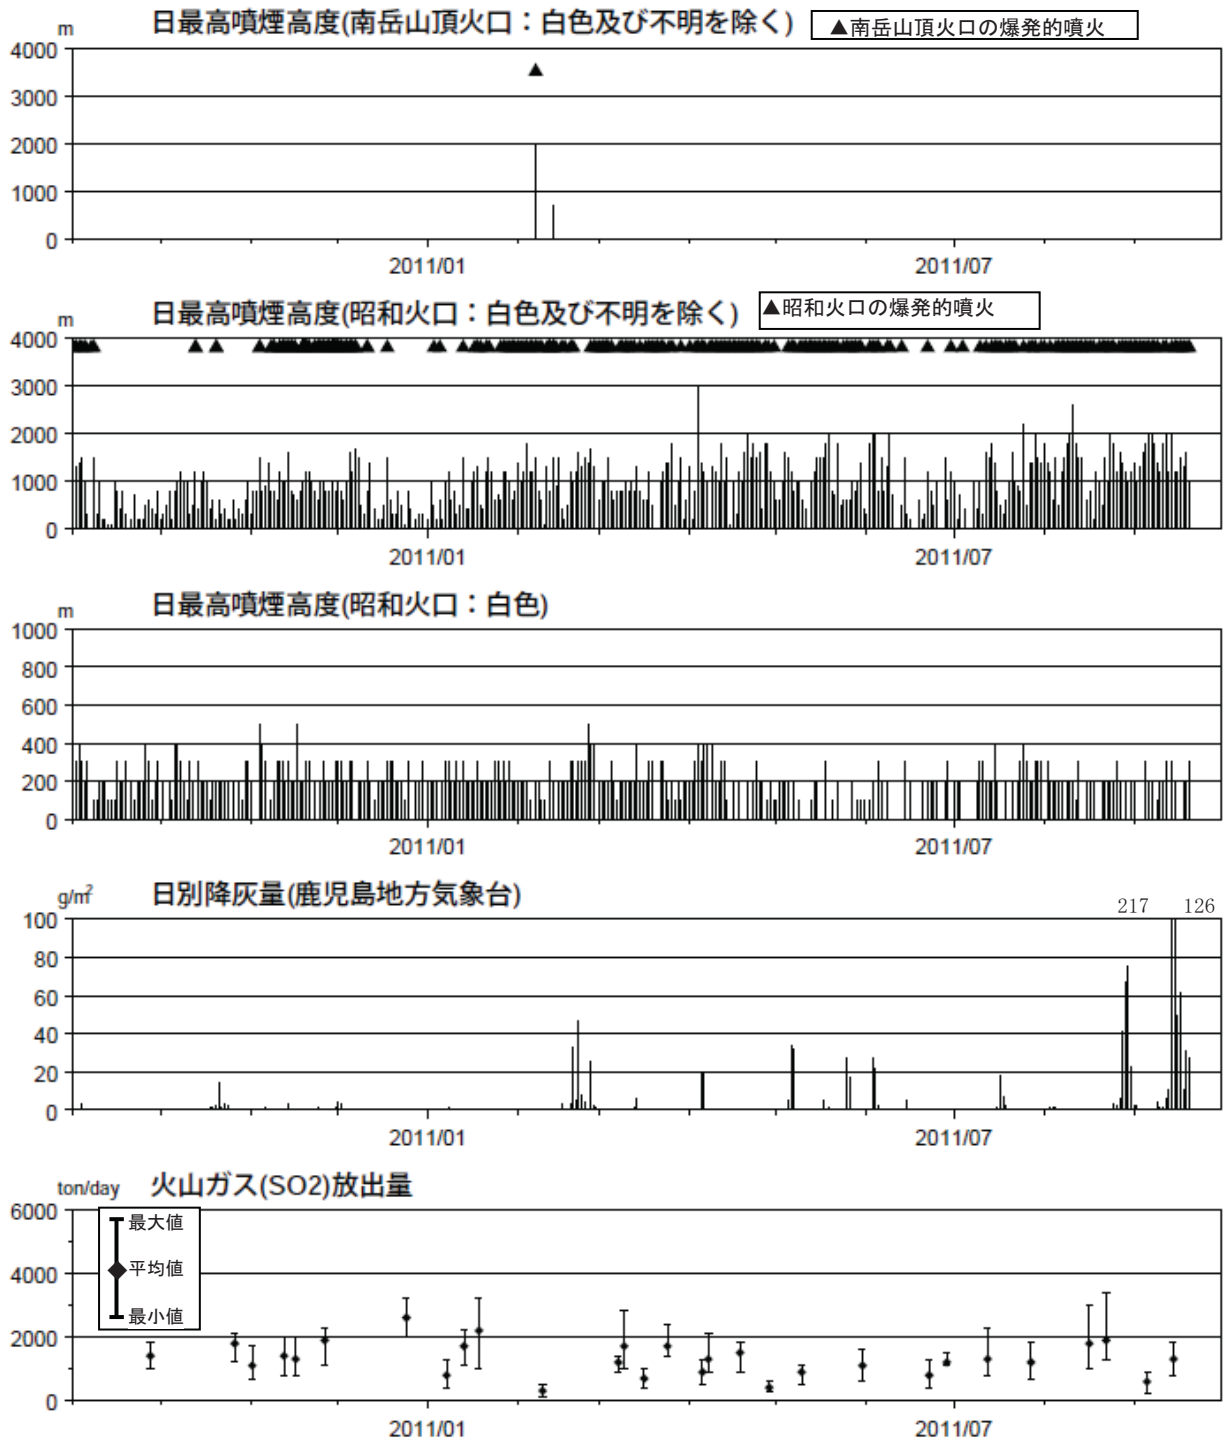 日最高噴煙高度(南岳山頂火口：白色及び不明を除く)
▲南岳山頂火口の爆発的噴火
m
4000
3000
2000
1000
0
2011/01
2011/07
日最高噴煙高度(昭和火口：白色及び不明を除く)
▲昭和火口の爆発的噴火
m
4000
3000
2000
1000
0
2011/01
2011/07
日最高噴煙高度(昭和火口：白色)
m
1000
800
600
400
200
0
2011/01
2011/07
日別降灰量(鹿児島地方気象台)
g/㎡
217
126
100
80
60
40
20
0
2011/01
2011/07
火山ガス(SO2)放出量
ton/day
6000
4000
2000
0
最大値
平均値
最小値
2011/01
2011/07